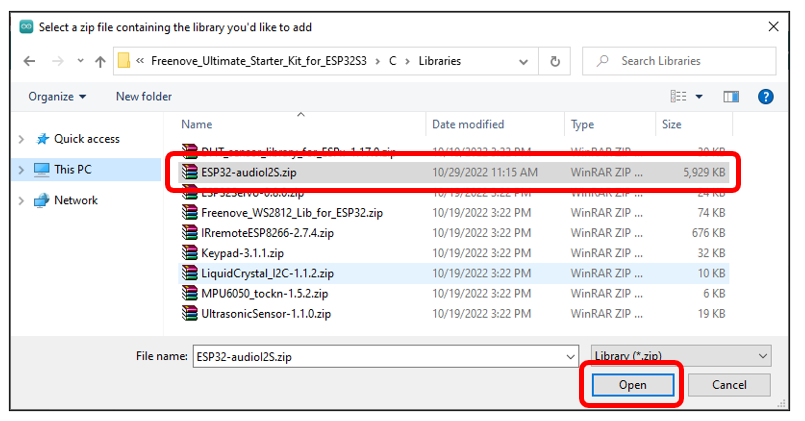 Select a zip file containing the library you'd like to add
« Freenove_Ultimate_Starter_Kit_for_ESP32S3 > C > Libraries
Search Libraries
Organize
New folder
Name Date modified Type Size
Quick access
This PC
Network
DHT_sensor_library_for_ESPx-1.17.0.zip 10/19/2022 3:22 PM WinRAR ZIP ...
ESP32-audioI2S.zip 10/29/2022 11:15 AM WinRAR ZIP ... 5,929 KB
ESP32Servo-0.8.0.zip 10/19/2022 3:22 PM WinRAR ZIP ... 24 KB
Freenove_WS2812_Lib_for_ESP32.zip 10/19/2022 3:22 PM WinRAR ZIP ... 74 KB
IRremoteESP8266-2.7.4.zip 10/19/2022 3:22 PM WinRAR ZIP ... 676 KB
Keypad-3.1.1.zip 10/19/2022 3:22 PM WinRAR ZIP ... 32 KB
LiquidCrystal_I2C-1.1.2.zip 10/19/2022 3:22 PM WinRAR ZIP ... 10 KB
MPU6050_tockn-1.5.2.zip 10/19/2022 3:22 PM WinRAR ZIP ... 6 KB
UltrasonicSensor-1.1.0.zip 10/19/2022 3:22 PM WinRAR ZIP ... 19 KB
File name: ESP32-audioI2S.zip Library (*.zip)
Open Cancel